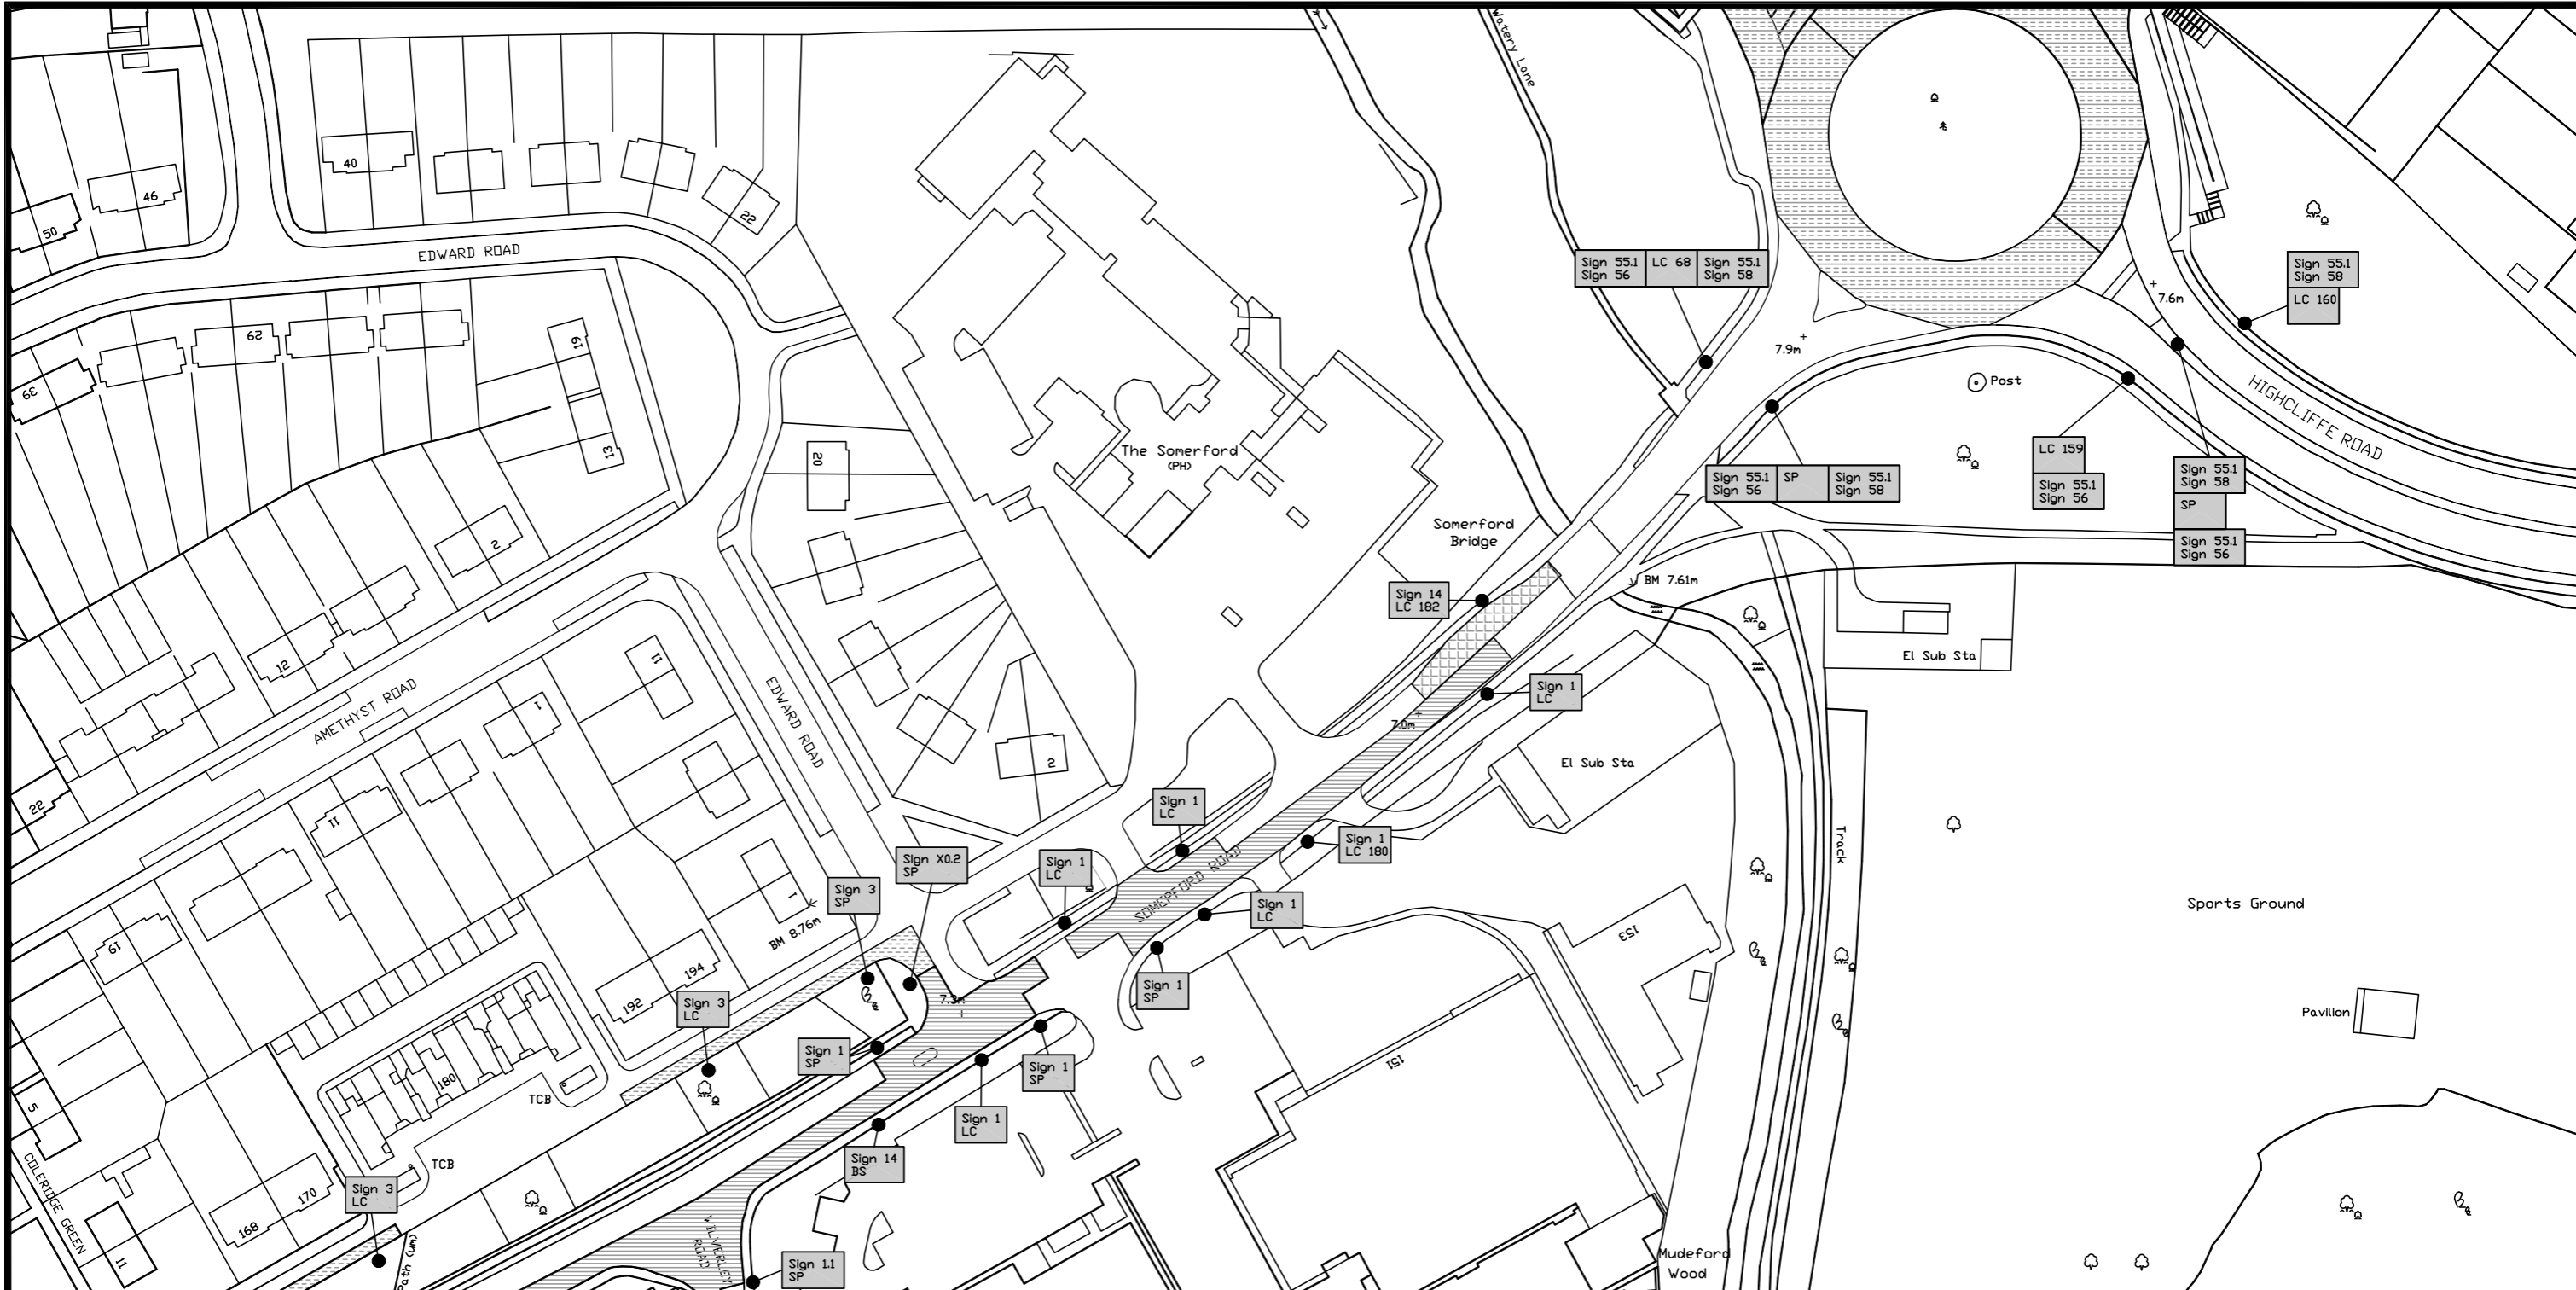 Watery Lane
40
46
50
22
EDWARD ROAD
Sign 55.1
Sign 56
LC 68
Sign 55.1
Sign 58
Sign 55.1
Sign 58
LC 160
7.6m
7.9m
29
19
39
13
Post
HIGHCLIFFE ROAD
The Somerford
(PH)
20
LC 159
Sign 55.1
Sign 56
Sign 55.1
Sign 56
SP
Sign 55.1
Sign 58
Sign 55.1
Sign 58
SP
Sign 55.1
Sign 56
Somerford
Bridge
2
BM 7.61m
Sign 14
LC 182
El Sub Sta
12
11
AMETHYST ROAD
1
EDWARD ROAD
Sign 1
LC
7.0m
2
El Sub Sta
22
11
Sign 1
LC
SOMERFORD ROAD
Sign 1
LC 180
Track
Sign X0.2
SP
Sign 1
LC
Sign 3
SP
1
BM 8.76m
Sign 1
LC
Sports Ground
153
19
194
192
Sign 3
LC
7.3m
Sign 1
SP
Pavilion
Sign 1
SP
Sign 1
SP
151
180
TCB
5
Sign 1
LC
Sign 14
BS
TCB
COLERIDGE GREEN
Sign 3
LC
170
168
11
Path (um)
WILVERLEY
ROAD
Sign 1.1
SP
Mudeford
Wood